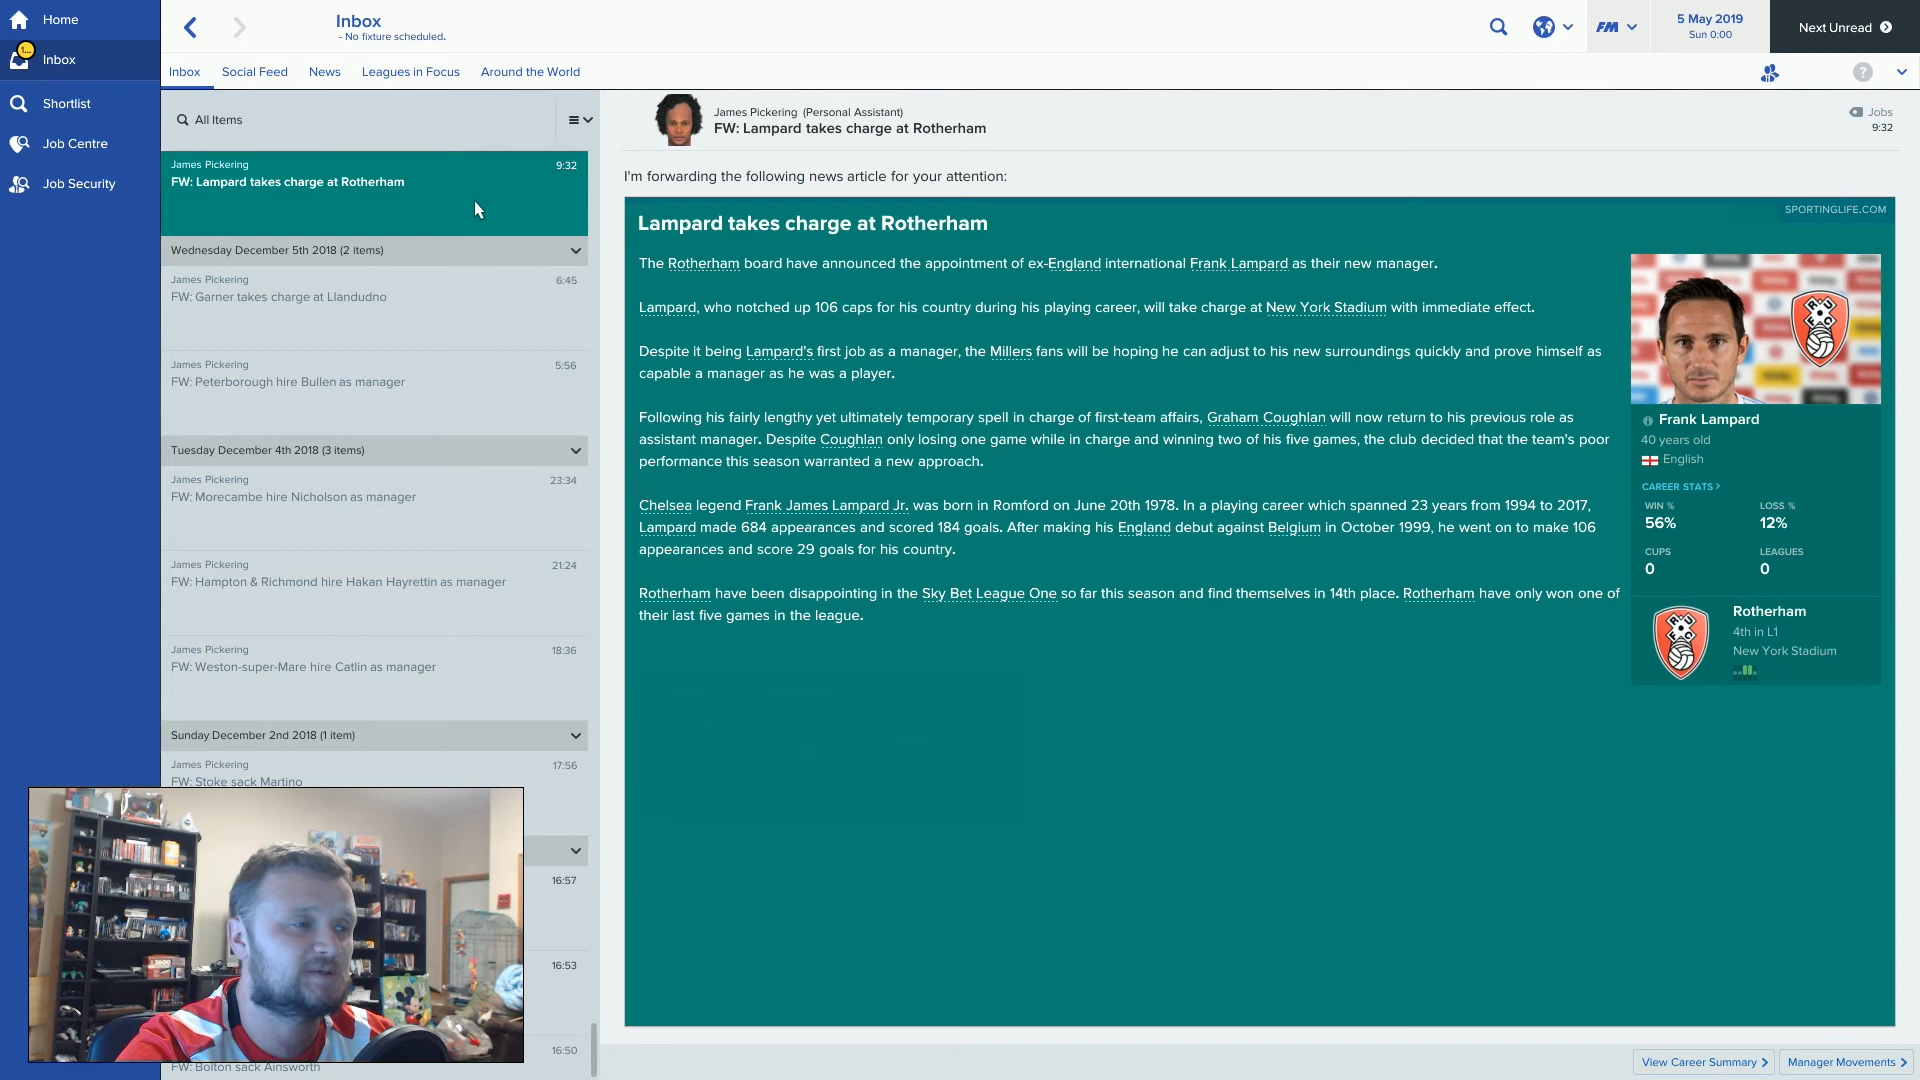 Home
Inbox
Shortlist
Job Centre
Job Security
Inbox
- No fixture scheduled.
FM
5 May 2019
Sun 0:00
Next Unread
Inbox
Social Feed
News
Leagues in Focus
Around the World
?
All Items
James Pickering
9:32
FW: Lampard takes charge at Rotherham
Wednesday December 5th 2018 (2 items)
James Pickering
6:45
FW: Garner takes charge at Llandudno
James Pickering
5:56
FW: Peterborough hire Bullen as manager
Tuesday December 4th 2018 (3 items)
James Pickering
23:34
FW: Morecambe hire Nicholson as manager
James Pickering
21:24
FW: Hampton & Richmond hire Hakan Hayrettin as manager
James Pickering
18:36
FW: Weston-super-Mare hire Catlin as manager
Sunday December 2nd 2018 (1 item)
James Pickering
17:56
FW: Stoke sack Martino
16:57
16:53
16:50
FW: Bolton sack Ainsworth
James Pickering (Personal Assistant)
FW: Lampard takes charge at Rotherham
Jobs
9:32
I'm forwarding the following news article for your attention:
SPORTINGLIFE.COM
Lampard takes charge at Rotherham
The Rotherham board have announced the appointment of ex-England international Frank Lampard as their new manager.
Lampard, who notched up 106 caps for his country during his playing career, will take charge at New York Stadium with immediate effect.
Despite it being Lampard's first job as a manager, the Millers fans will be hoping he can adjust to his new surroundings quickly and prove himself as
capable a manager as he was a player.
Following his fairly lengthy yet ultimately temporary spell in charge of first-team affairs, Graham Coughlan will now return to his previous role as
assistant manager. Despite Coughlan only losing one game while in charge and winning two of his five games, the club decided that the team's poor
performance this season warranted a new approach.
Chelsea legend Frank James Lampard Jr. was born in Romford on June 20th 1978. In a playing career which spanned 23 years from 1994 to 2017,
Lampard made 684 appearances and scored 184 goals. After making his England debut against Belgium in October 1999, he went on to make 106
appearances and score 29 goals for his country.
Rotherham have been disappointing in the Sky Bet League One so far this season and find themselves in 14th place. Rotherham have only won one of
their last five games in the league.
Frank Lampard
40 years old
English
CAREER STATS >
WIN %
LOSS %
56%
12%
CUPS
LEAGUES
0
0
Rotherham
4th in L1
New York Stadium
View Career Summary
Manager Movements